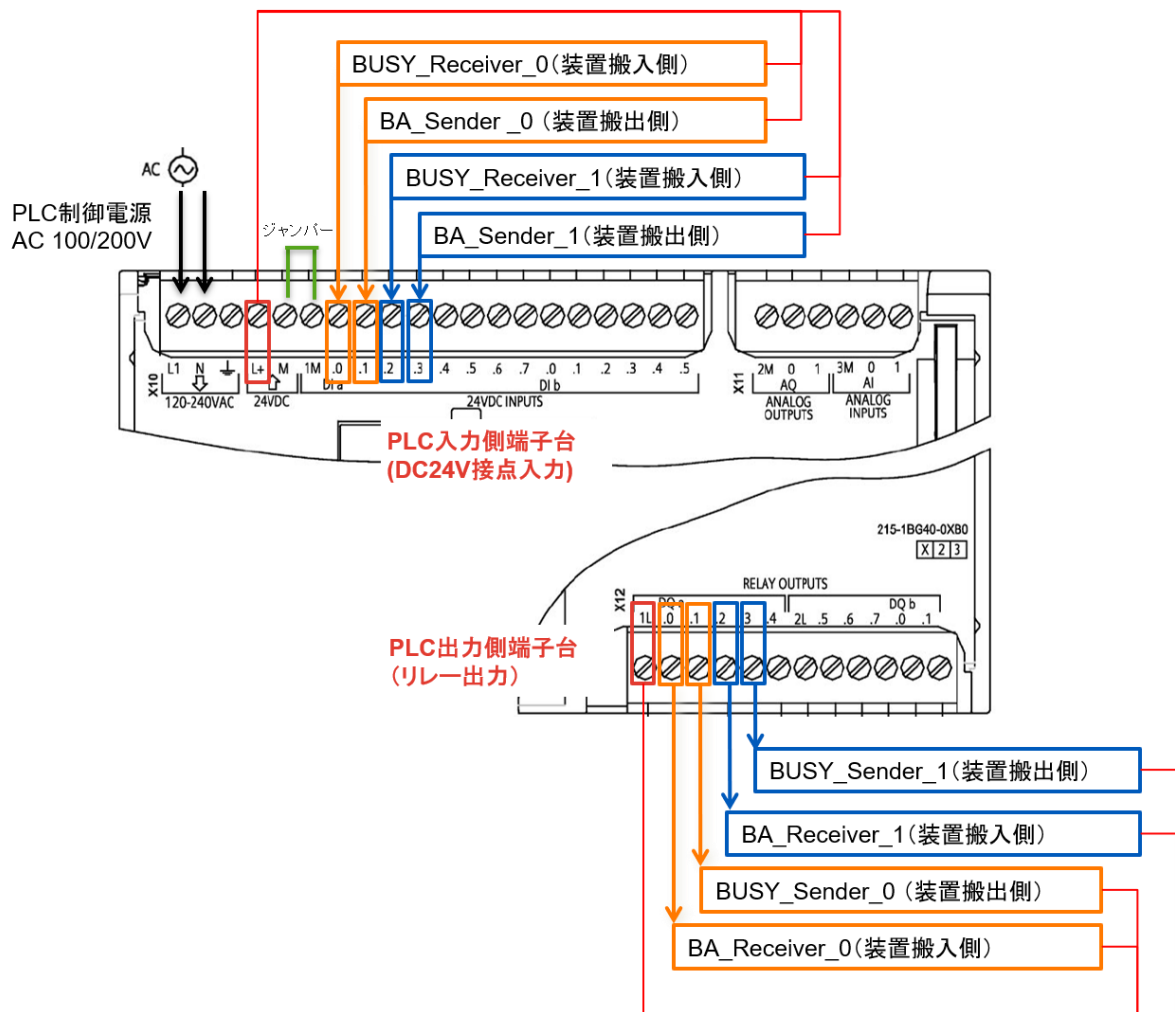 BUSY_Receiver_0(装置搬入側)
BA_Sender _0 (装置搬出側)
BUSY_Receiver_1(装置搬入側)
BA_Sender_1(装置搬出側)
AC
PLC制御電源
AC 100/200V
ジャンパー
L1 N L+ M 1M .0 .1 .2 .3 .4 .5 .6 .7 .0 .1 .2 .3 .4 .5
X10
DI a
DI b
120-240VAC
24VDC
24VDC INPUTS
X11
2M 0 1 3M 0 1
AQ
AI
ANALOG
OUTPUTS
ANALOG
INPUTS
PLC入力側端子台
(DC24V接点入力)
215-1BG40-0XB0
X 2 3
RELAY OUTPUTS
X12
DQ a
DQ b
1L .0 .1 .2 .3 .4 2L .5 .6 .7 .0 .1
PLC出力側端子台
(リレー出力)
BUSY_Sender_1(装置搬出側)
BA_Receiver_1(装置搬入側)
BUSY_Sender_0 (装置搬出側)
BA_Receiver_0(装置搬入側)